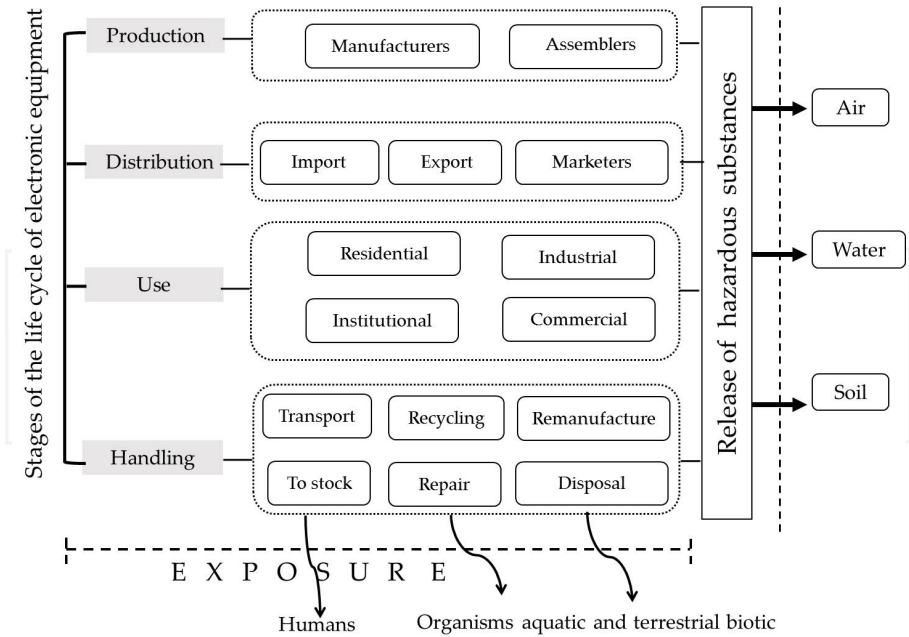 Stages of the life cycle of electronic equipment
Production
Manufacturers
Assemblers
Distribution
Import
Export
Marketers
Use
Residential
Industrial
Institutional
Commercial
Handling
Transport
Recycling
Remanufacture
To stock
Repair
Disposal
Release of hazardous substances
Air
Water
Soil
E X P O S U R E
Humans
Organisms aquatic and terrestrial biotic